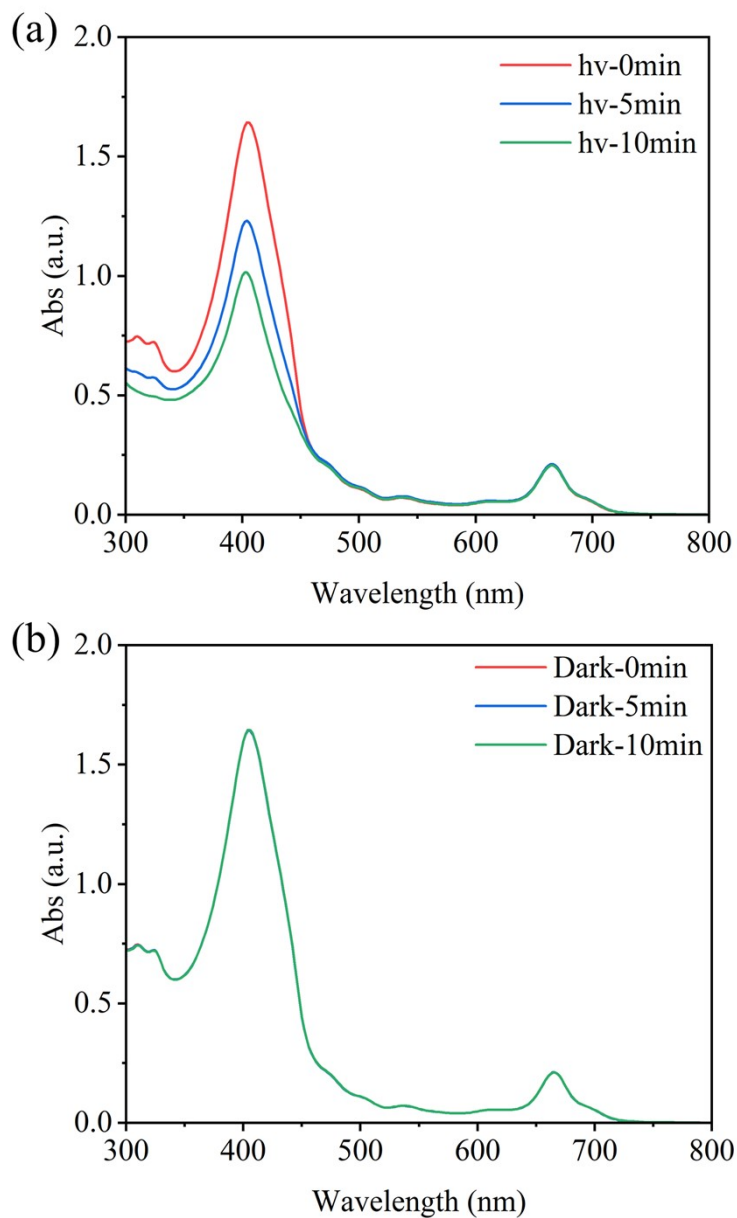 (a)
2.0
hv-0min
hv-5min
hv-10min
1.5
1.0
0.5
0.0
Abs (a.u.)
300 400 500 600 700 800
Wavelength (nm)
(b)
2.0
Dark-0min
Dark-5min
Dark-10min
1.5
1.0
0.5
0.0
Abs (a.u.)
300 400 500 600 700 800
Wavelength (nm)